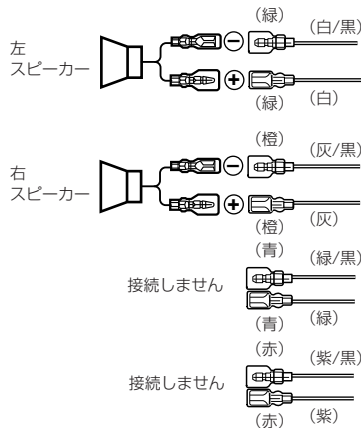 (緑)
(白/黒)
左
スピーカー
(緑)
(白)
(橙)
(灰/黒)
右
スピーカー
(橙)
(灰)
(青)
(緑/黒)
接続しません
(青)
(緑)
(赤)
(紫/黒)
接続しません
(赤)
(紫)